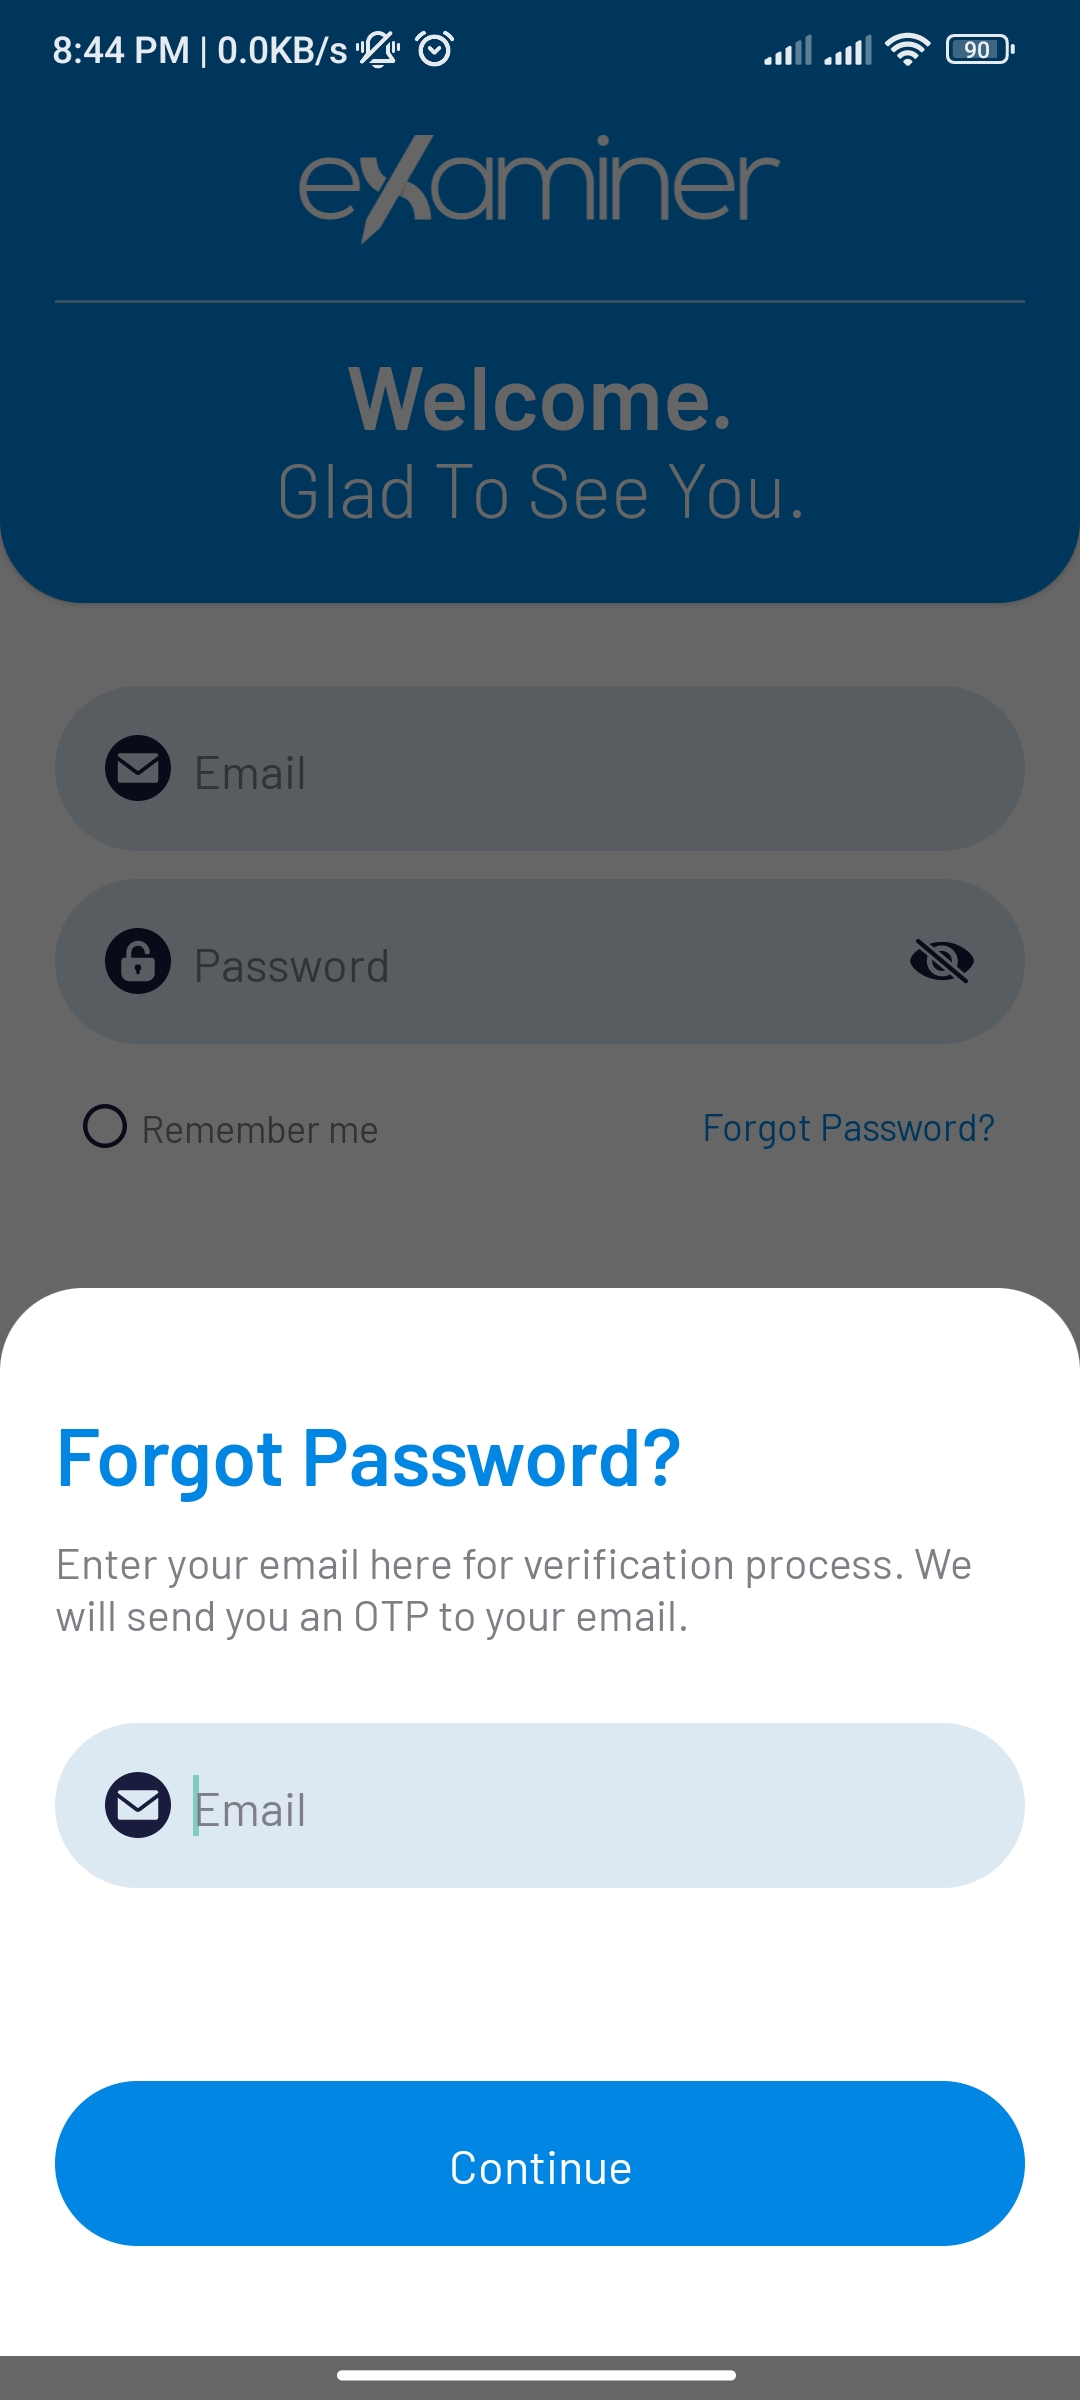 8:44 PM | 0.0KB/s
90
eXaminer
Welcome.
Glad To See You.
Email
Password
Remember me
Forgot Password?
Forgot Password?
Enter your email here for verification process. We
will send you an OTP to your email.
Email
Continue